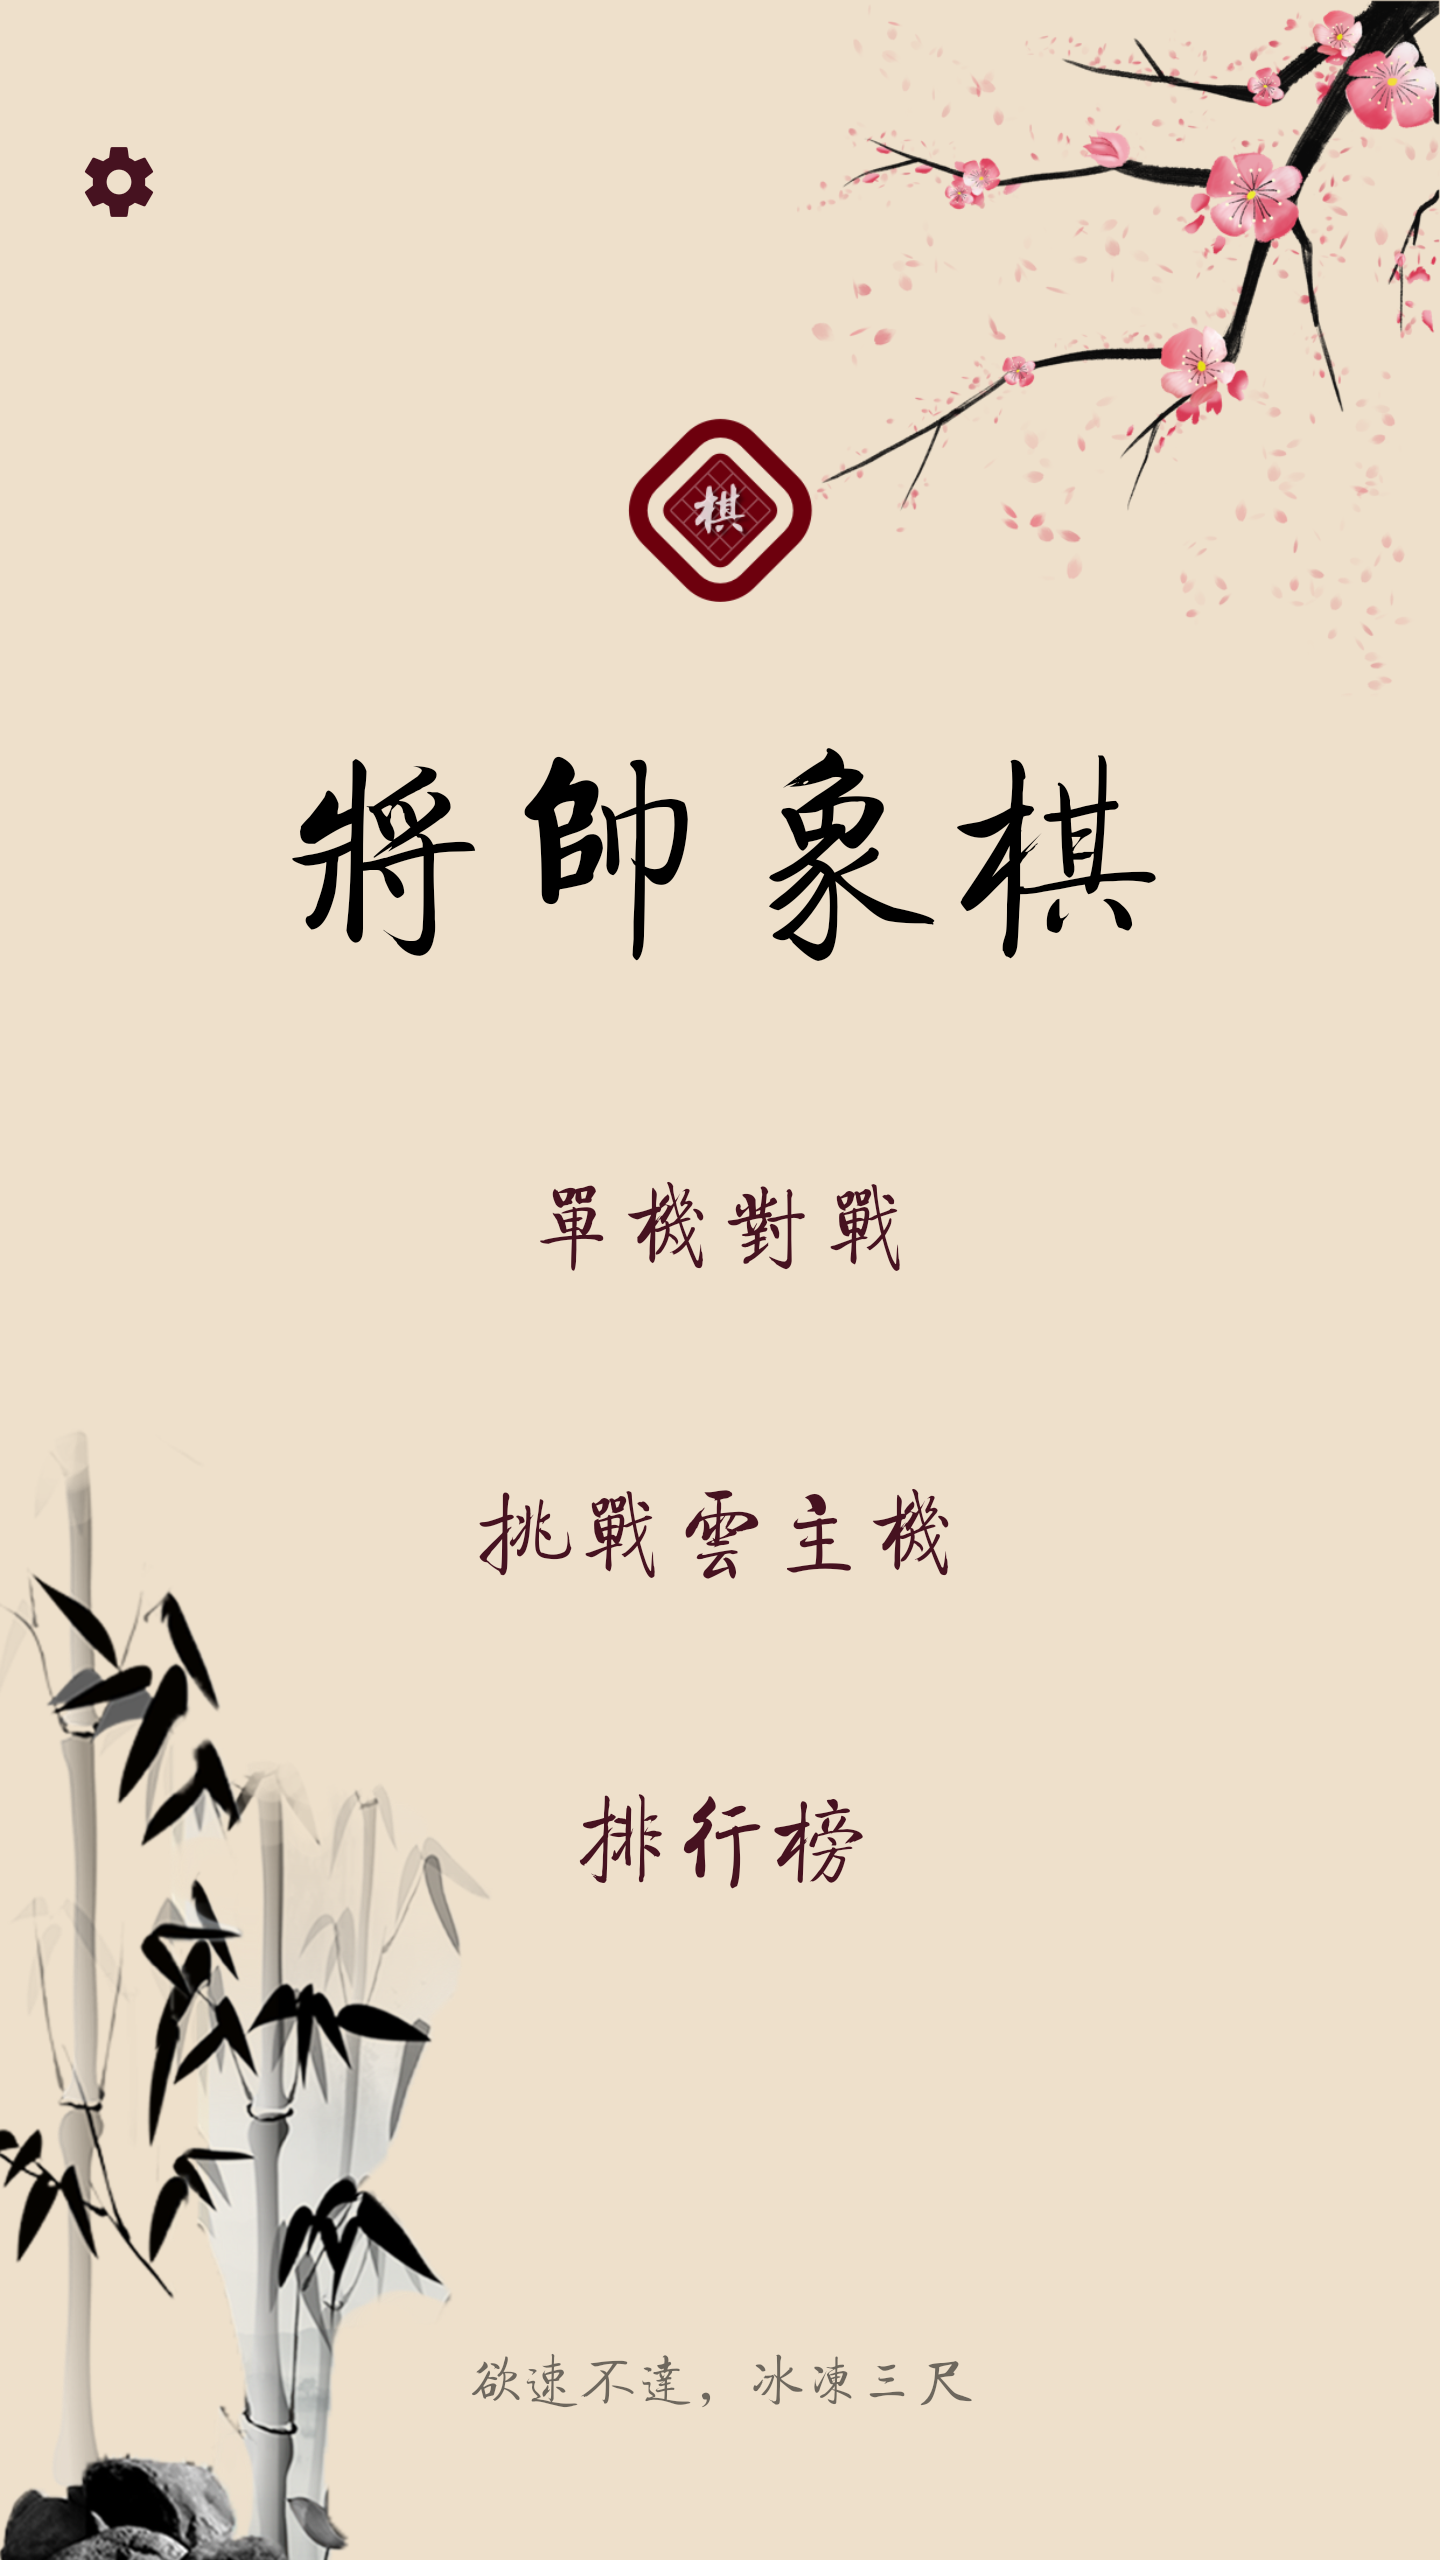 棋
將帥象棋
單機對戰
挑戰雲主機
排行榜
欲速不達，冰凍三尺